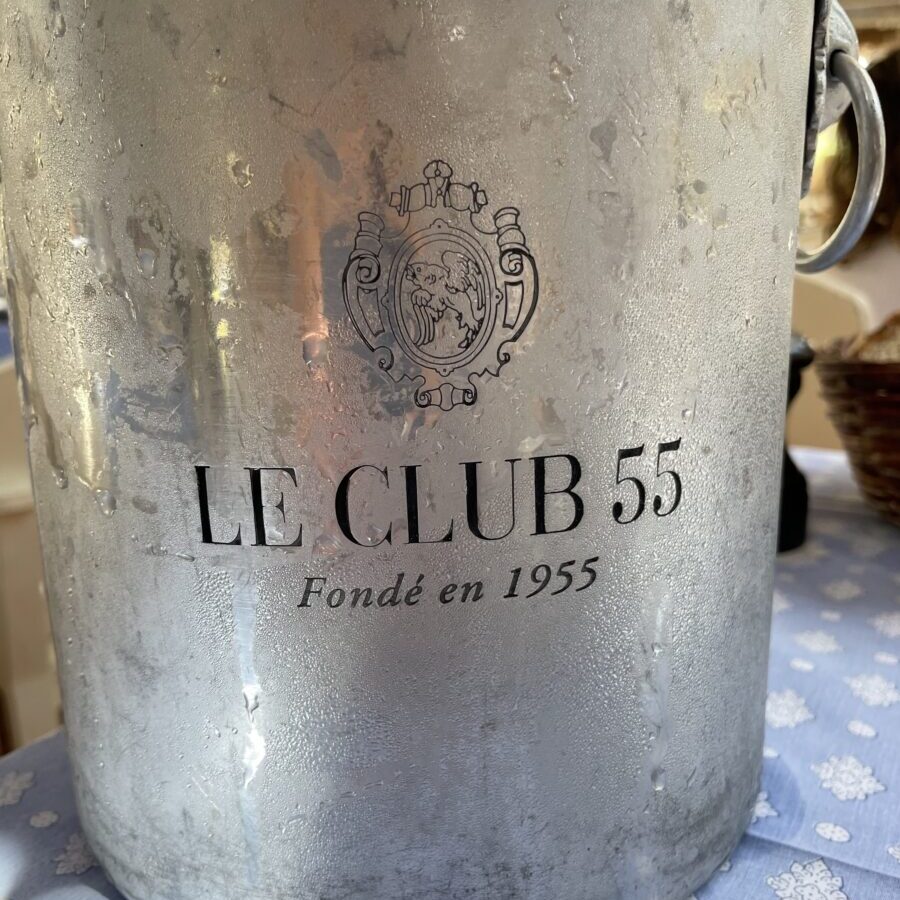 LE CLUB 55
Fondé en 1955